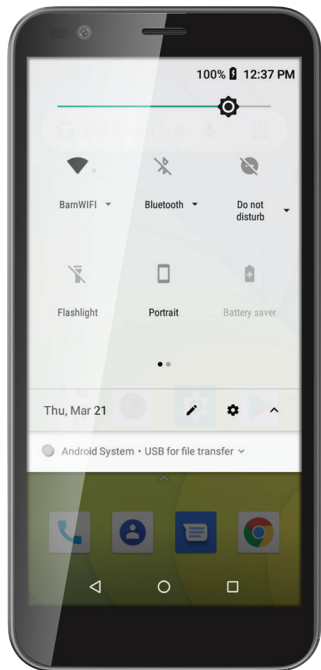 100% 12:37 PM
BarnWIFI Bluetooth Do not disturb
Flashlight Portrait Battery saver
Thu, Mar 21
Android System • USB for file transfer